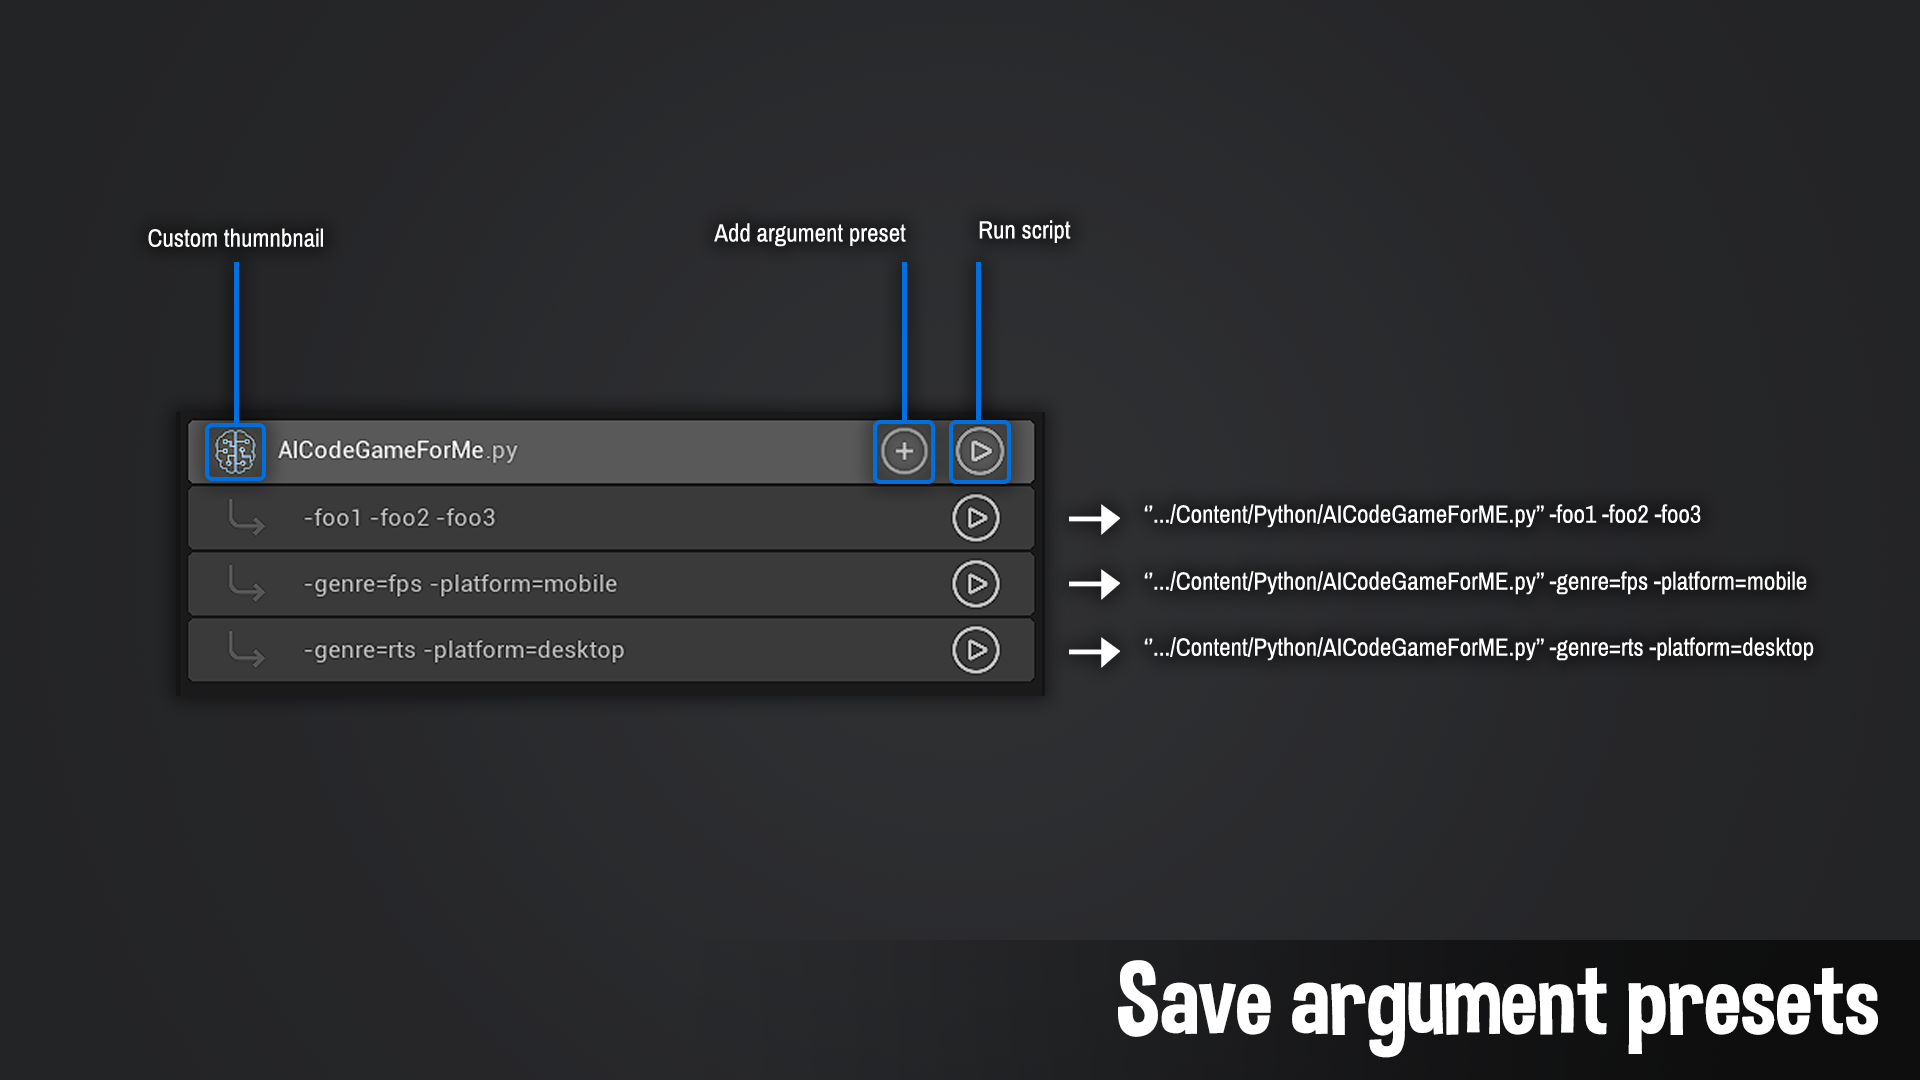 Custom thumnbnail
Add argument preset
Run script
AICodeGameForMe.py
-foo1 -foo2 -foo3
“.../Content/Python/AICodeGameForME.py” -foo1 -foo2 -foo3
-genre=fps -platform=mobile
“.../Content/Python/AICodeGameForME.py” -genre=fps -platform=mobile
-genre=rts -platform=desktop
“.../Content/Python/AICodeGameForME.py” -genre=rts -platform=desktop
Save argument presets